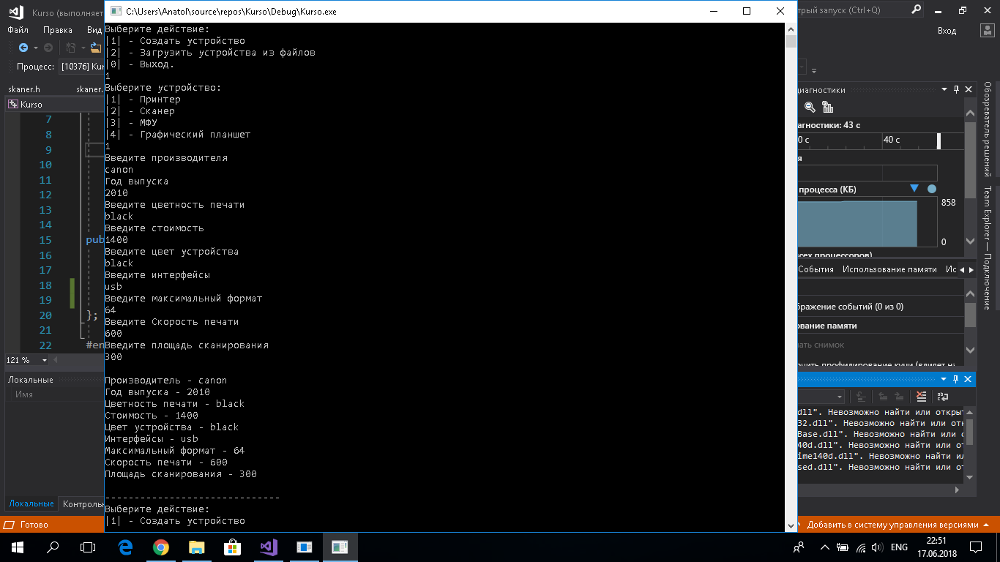 Kurso (выполняет
C:\Users\Anatol\source\repos\Kurso\Debug\Kurso.exe
трый запуск (Ctrl+Q)
Файл Правка Вид
Вход
Процесс: [10376] Kur
skaner.h skaner.
Kurso
7
8
9
10
11
12
13
14
15 pub
16
17
18
19
20 };
21
22 #en
121 %
Локальные
Имя
Локальные Контроль
Готово
Выберите действие:
|1| - Создать устройство
|2| - Загрузить устройства из файлов
|0| - Выход.
1
Выберите устройство:
|1| - Принтер
|2| - Сканер
|3| - МФУ
|4| - Графический планшет
1
Введите производителя
canon
Год выпуска
2010
Введите цветность печати
black
Введите стоимость
1400
Введите цвет устройства
black
Введите интерфейсы
usb
Введите максимальный формат
64
Введите Скорость печати
600
Введите площадь сканирования
300
Производитель - canon
Год выпуска - 2010
Цветность печати - black
Стоимость - 1400
Цвет устройства - black
Интерфейсы - usb
Максимальный формат - 64
Скорость печати - 600
Площадь сканирования - 300
------------------------------
Выберите действие:
|1| - Создать устройство
диагностики
агностики: 43 с
0 с 40 с
я
процесса (КБ)
858
0
всех процессоров)
События Использование памяти Ис
бражение событий (0 из 0)
ование памяти
ать снимок
.dll". Невозможно найти или открыт
32.dll". Невозможно найти или отк
Base.dll". Невозможно найти или о
40d.dll". Невозможно найти или от
ime140d.dll". Невозможно найти ил
sed.dll". Невозможно найти или от
Обозреватель решений
Team Explorer — Подключение
Добавить в систему управления версиями
ENG
22:51
17.06.2018